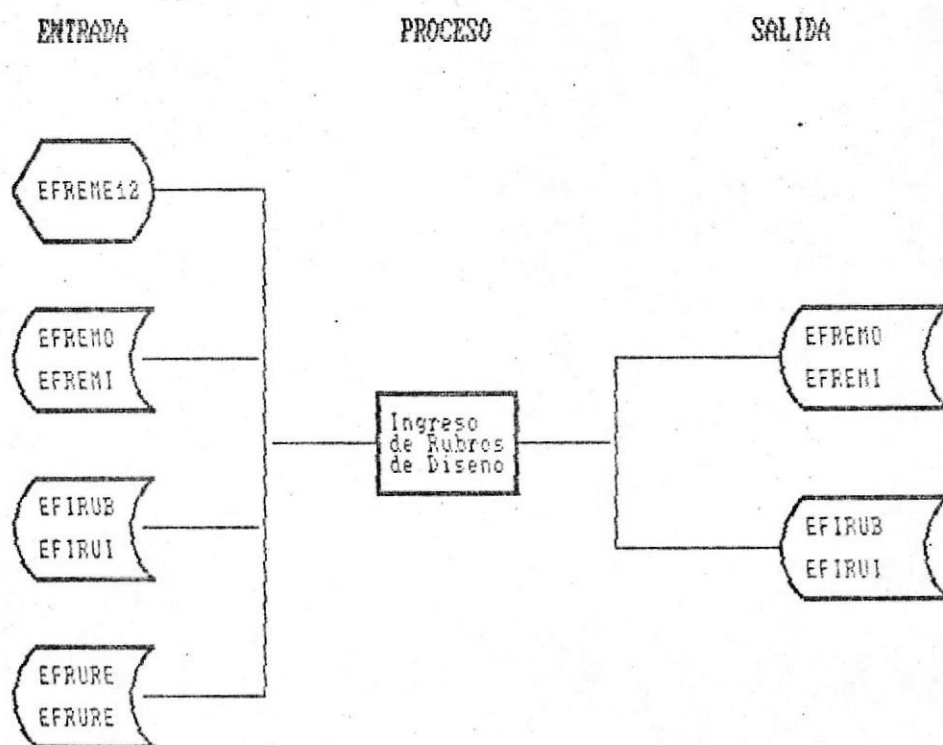 ENTRADA PROCESO SALIDA
EFREME12
EFREMO
EFREMI
EFIRUB
EFIRUI
EFRURE
EFRURE
Ingreso
de Rubros
de Diseno
EFREMO
EFREMI
EFIRUB
EFIRUI